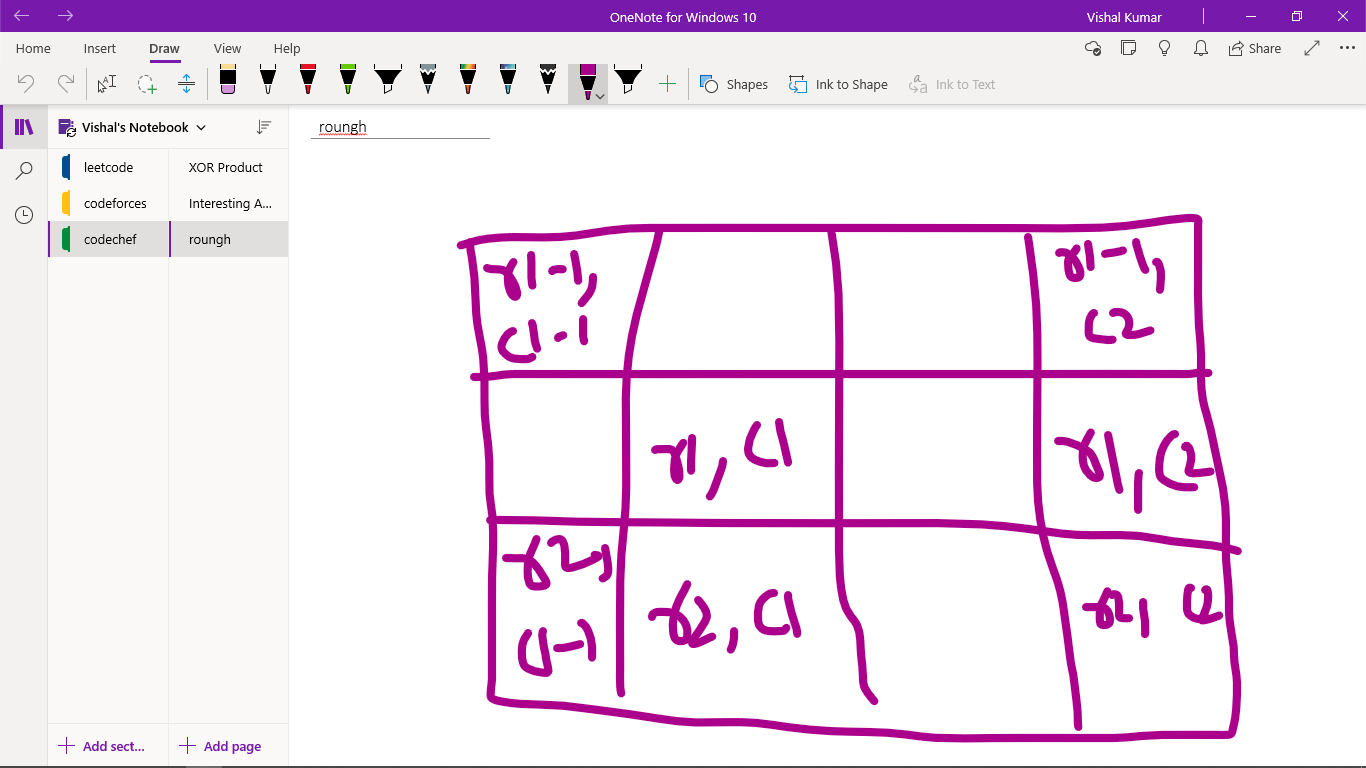 OneNote for Windows 10
Vishal Kumar
Home Insert Draw View Help
Share
Shapes
Ink to Shape
Ink to Text
Vishal's Notebook
leetcode
codeforces
codechef
XOR Product
Interesting A...
roungh
Add sect...
Add page
roungh
r1-1,
c1-1
r1-1,
c2
r1, c1
r1, c2
r2-1
c1-1
r2, c1
r2, c2